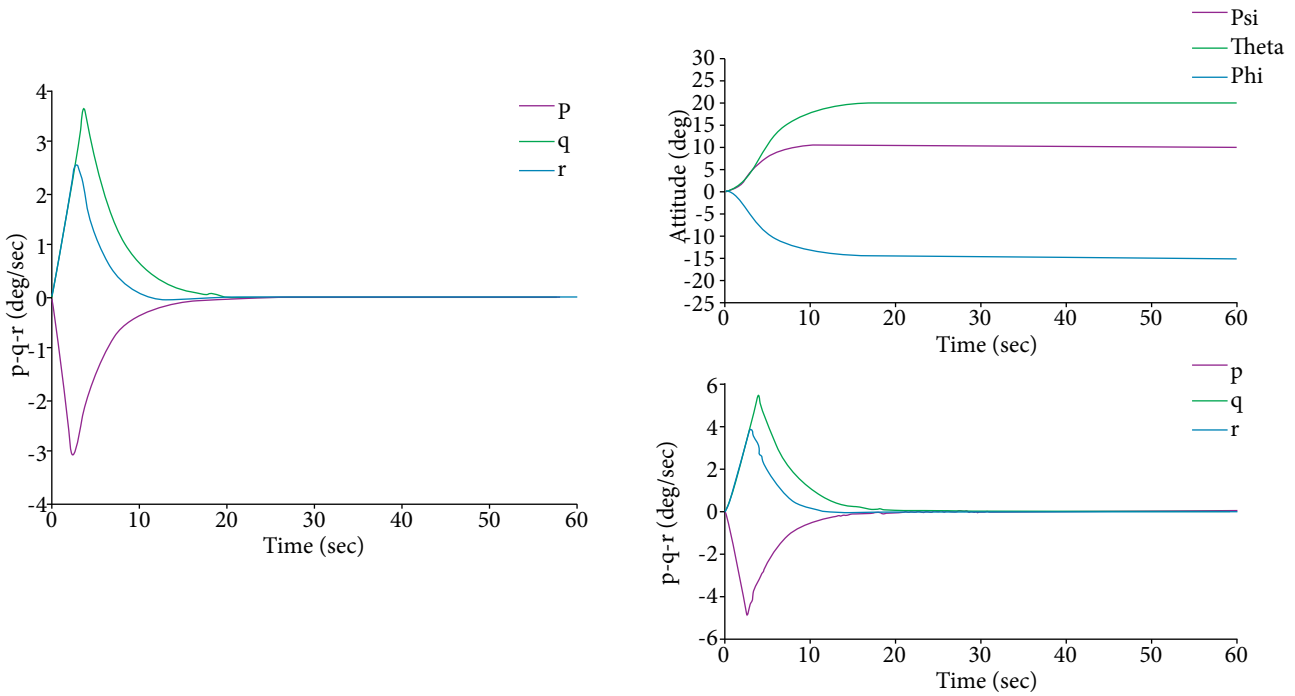 p
q
r
4
3
2
1
0
-1
-2
-3
-4
p-q-r (deg/sec)
0 10 20 30 40 50 60
Time (sec)
Psi
Theta
Phi
30
25
20
15
10
5
0
-5
-10
-15
-20
-25
Attitude (deg)
0 10 20 30 40 50 60
Time (sec)
p
q
r
6
4
2
0
-2
-4
-6
p-q-r (deg/sec)
0 10 20 30 40 50 60
Time (sec)